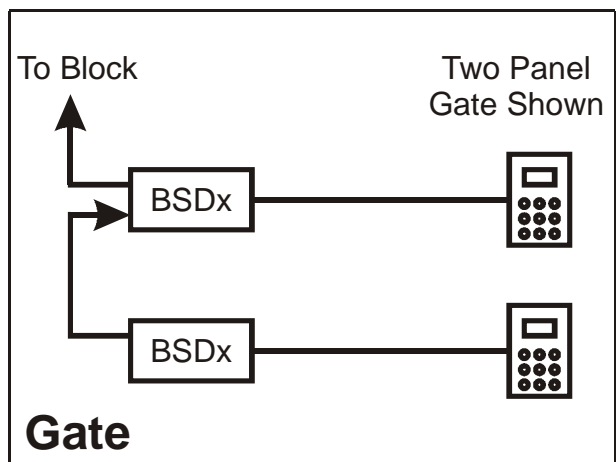 To Block
Two Panel
Gate Shown
BSDx
BSDx
Gate